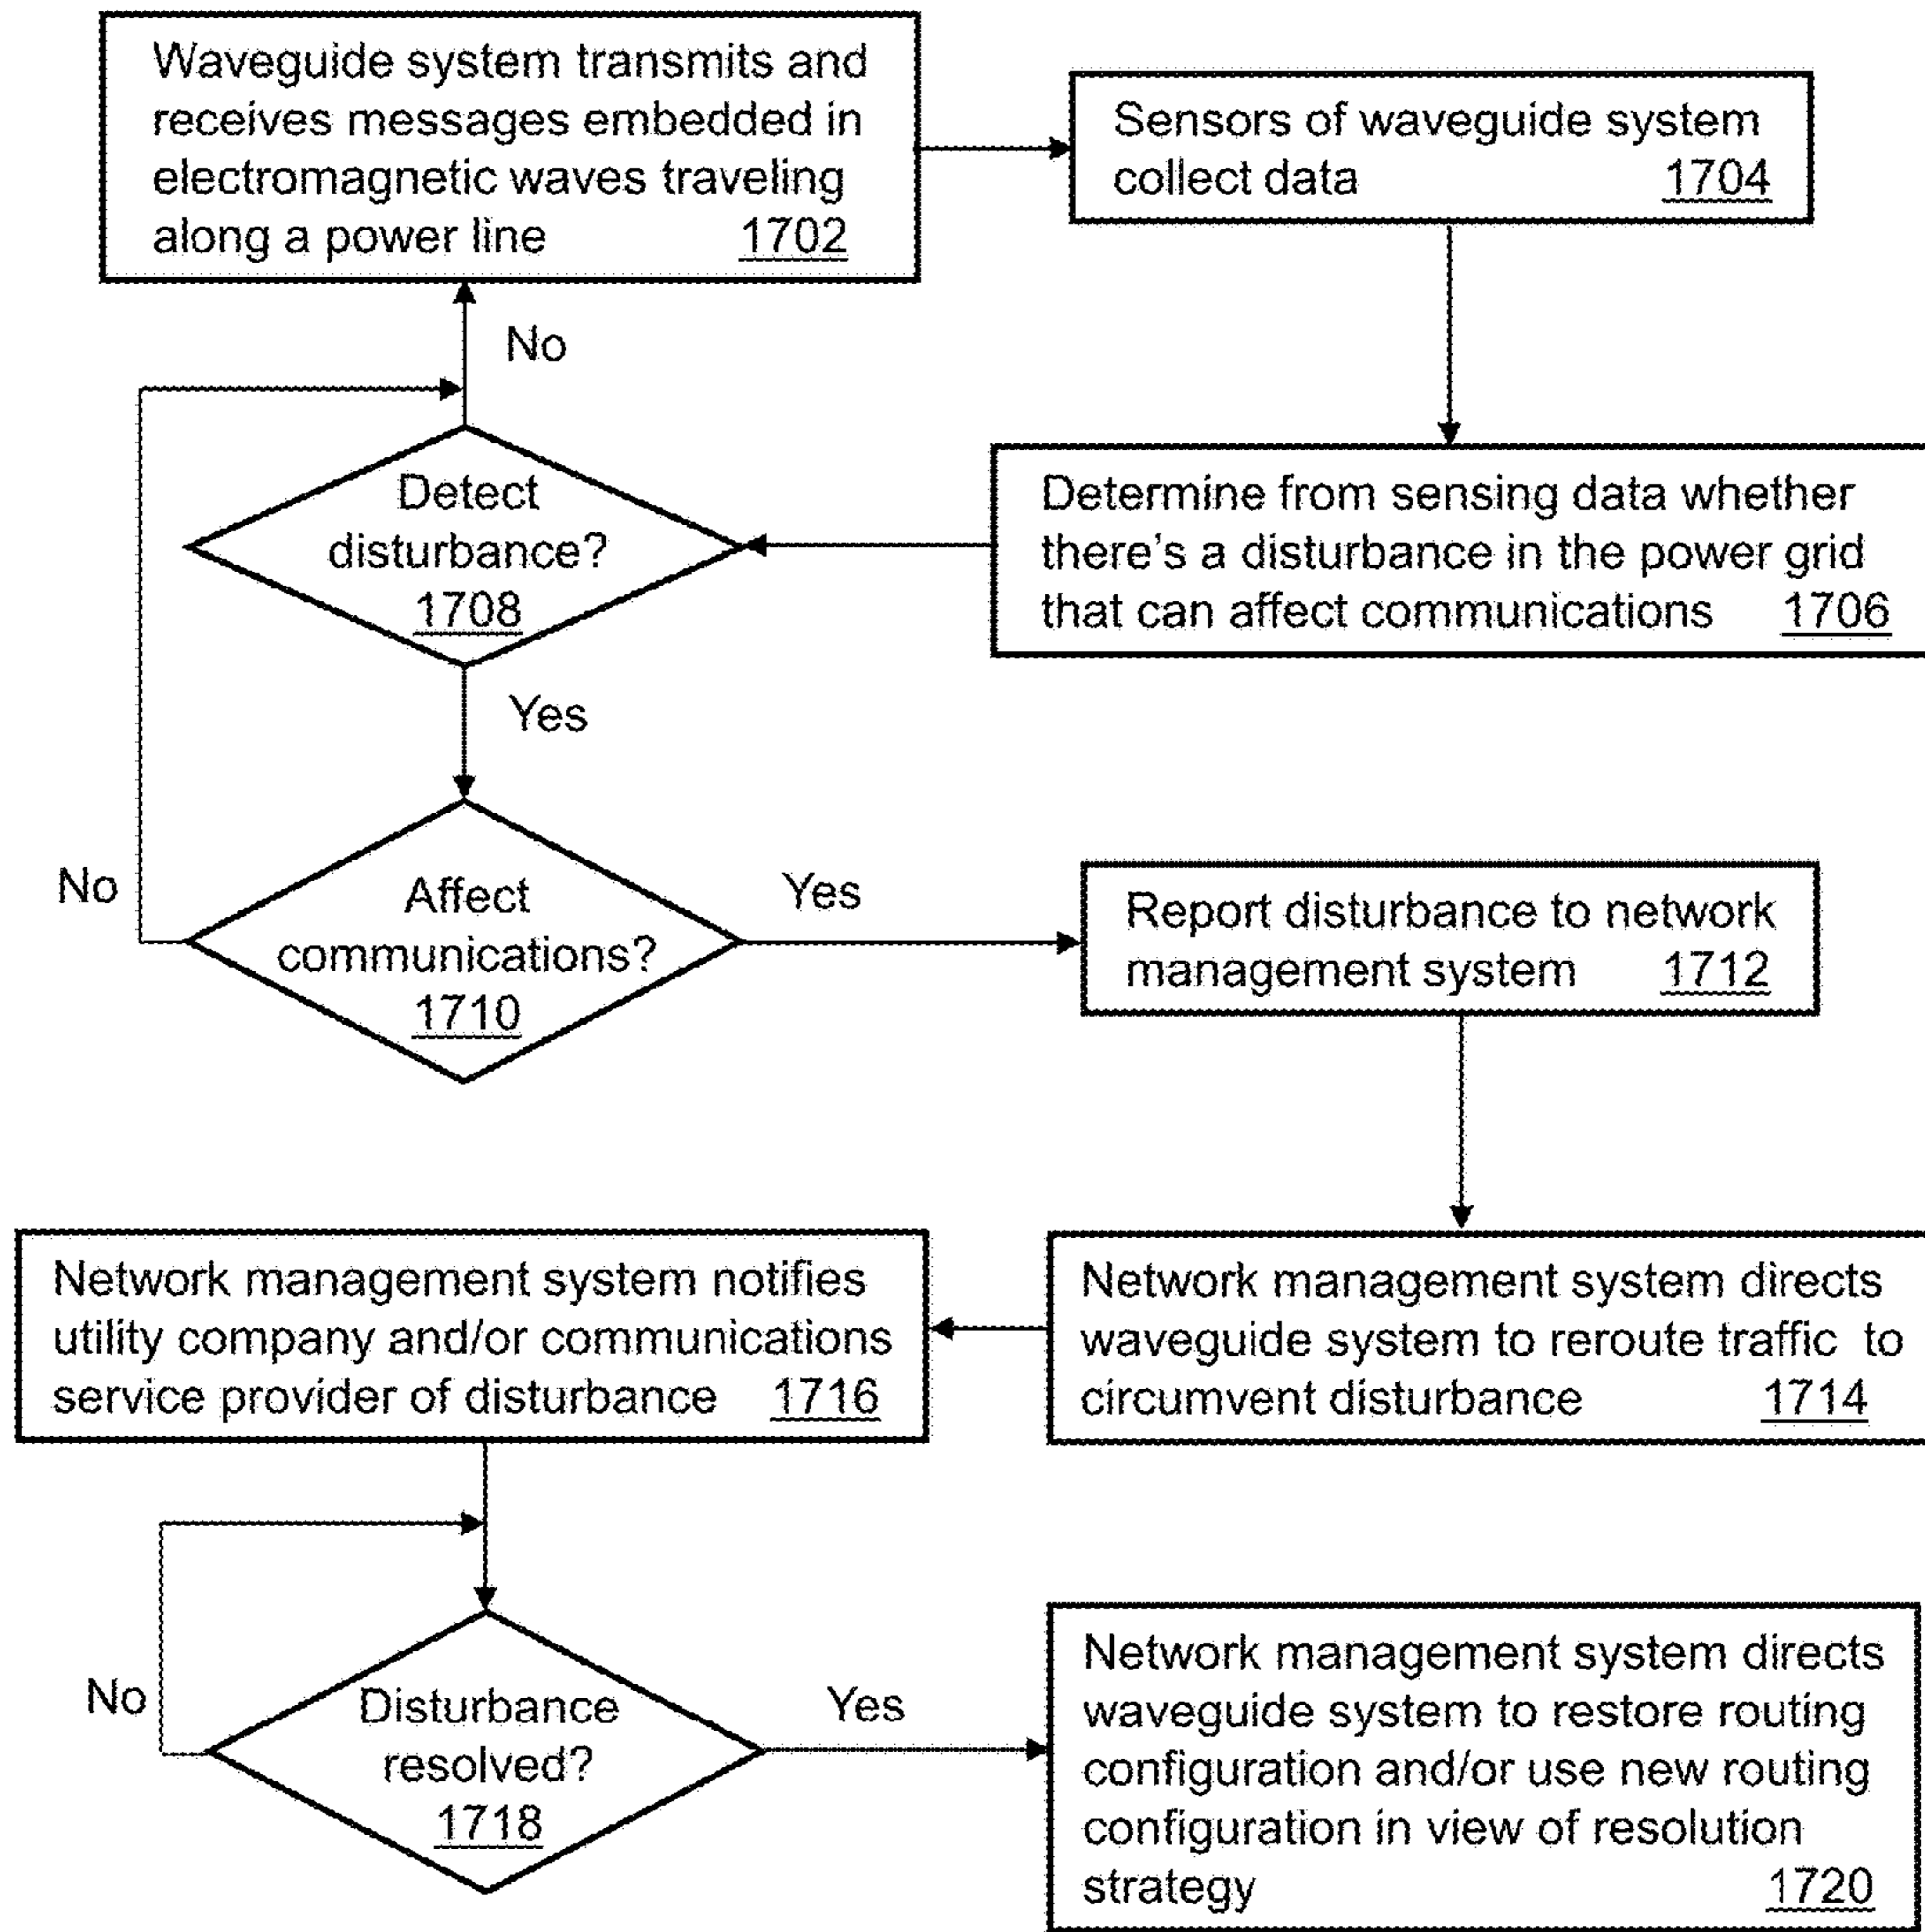 Waveguide system transmits and
receives messages embedded in
electromagnetic waves traveling
along a power line 1702
Sensors of waveguide system
collect data 1704
No
Detect
disturbance?
1708
Determine from sensing data whether
there's a disturbance in the power grid
that can affect communications 1706
Yes
No
Affect
communications?
1710
Yes
Report disturbance to network
management system 1712
Network management system notifies
utility company and/or communications
service provider of disturbance 1716
Network management system directs
waveguide system to reroute traffic to
circumvent disturbance 1714
No
Disturbance
resolved?
1718
Yes
Network management system directs
waveguide system to restore routing
configuration and/or use new routing
configuration in view of resolution
strategy 1720